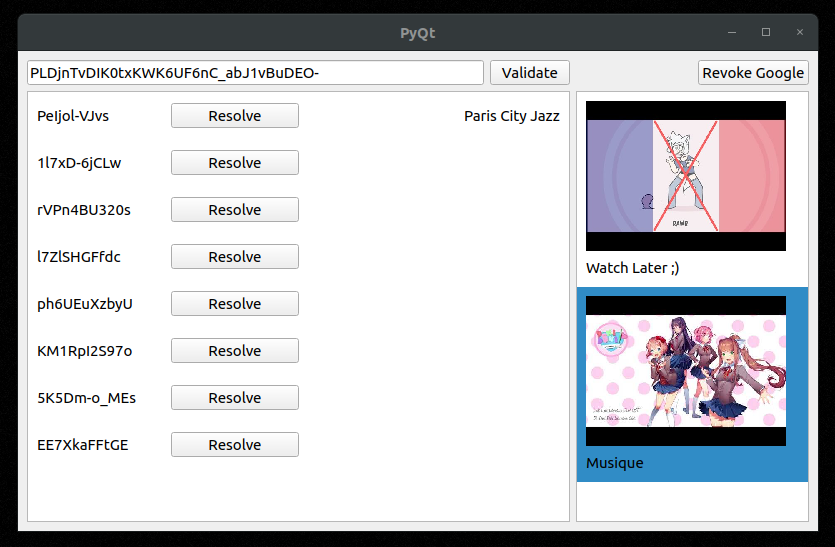 PyQt
PLDjnTvDIK0txKWK6UF6nC_abJ1vBuDEO-
Validate
Revoke Google
PeIjol-VJvs
Resolve
Paris City Jazz
1l7xD-6jCLw
Resolve
rVPn4BU320s
Resolve
l7ZlSHGFfdc
Resolve
ph6UEuXzbyU
Resolve
KM1RpI2S97o
Resolve
5K5Dm-o_MEs
Resolve
EE7XkaFFtGE
Resolve
RAWR
Watch Later ;)
Musique